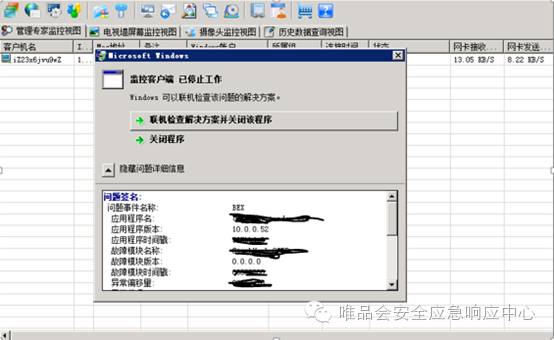 管理专家监控视图 电视墙屏幕监控视图 摄像头监控视图 历史数据查询视图
客户机名 I... Mac地址 备注 Windows帐户 所属组 连接时间 状态 网卡接收... 网卡发送...
iZ23x6jvu9wZ 1... 13.05 KB/S 8.22 KB/S
Microsoft Windows
监控客户端 已停止工作
Windows 可以联机检查该问题的解决方案。
联机检查解决方案并关闭该程序
关闭程序
隐藏问题详细信息
问题签名:
问题事件名称: BEX
应用程序名:
应用程序版本: 10.0.0.52
应用程序时间戳:
故障模块名称:
故障模块版本: 0.0.0.0
故障模块时间戳:
异常偏移量:
唯品会安全应急响应中心